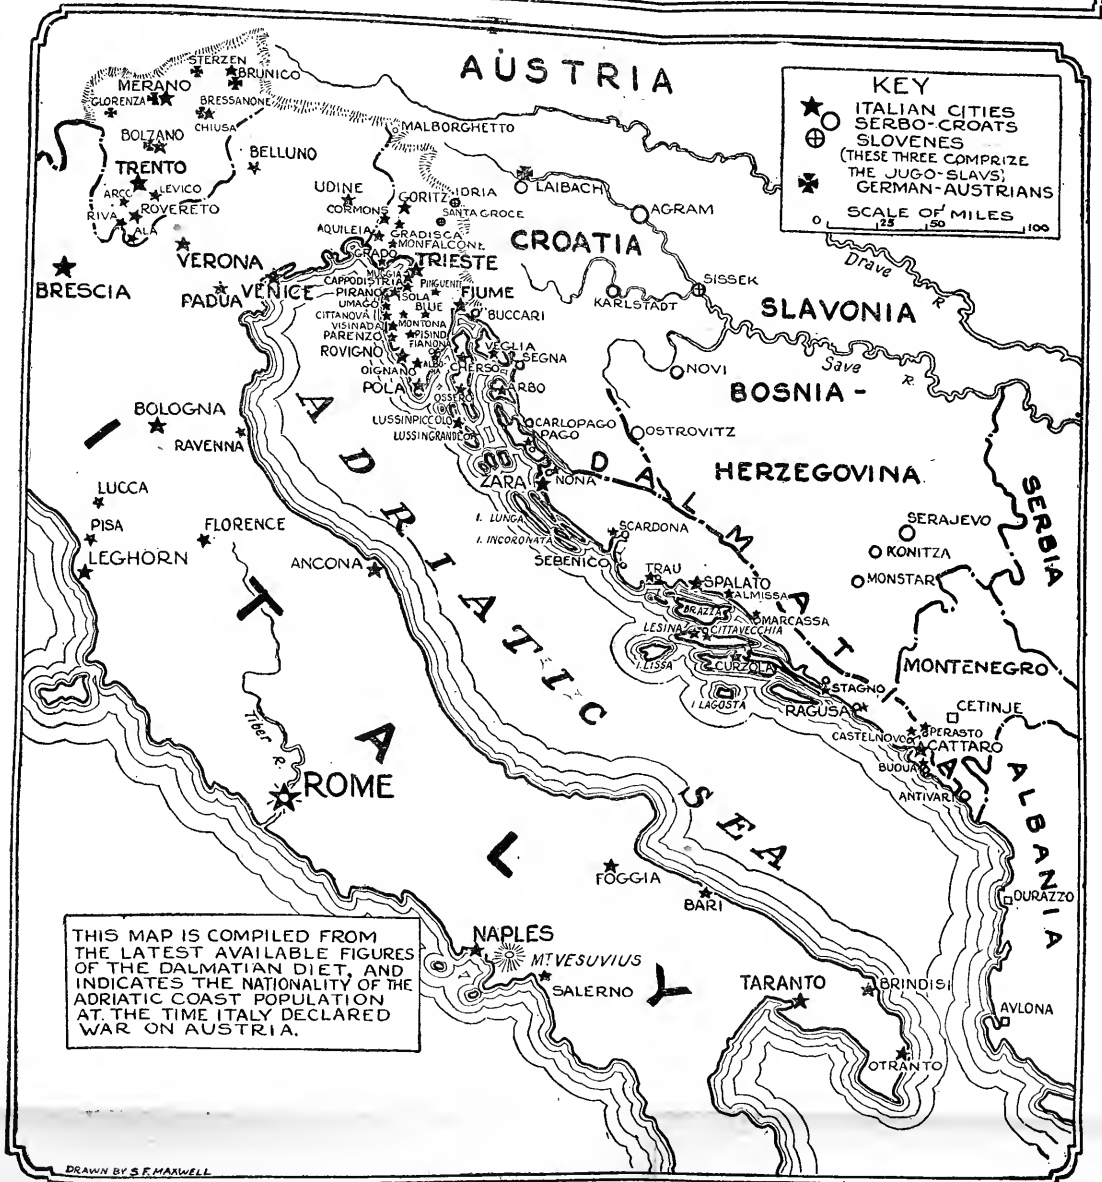 AUSTRIA
KEY
ITALIAN CITIES
SERBO-CROATS
SLOVENES
(THESE THREE COMPRIZE
THE JUGO-SLAVS)
GERMAN-AUSTRIANS
SCALE OF MILES
0 25 50 100
STERZEN
BRUNICO
MERANO
GLORENZA
BRESSANONE
CHIUSA
BOLZANO
TRENTO
LEVICO
ARCC
ROVERETO
RIVA
ALA
BELLUNO
MALBORGHETTO
UDINE
CORMONS
GORITZ
IDRIA
SANTA GROCE
LAIBACH
AGRAM
AQUILEIA
GRADISCA
MONFALCONE
GRADO
TRIESTE
CROATIA
Drave R.
BRESCIA
VERONA
PADUA
VENICE
MUGGIA
CAPPODISTRIA
PIRANO
ISOLA
PINGUENTE
UMAGO
BLUE
CITTANOVA
VISINADA
MONTONA
PARENZO
PISINO
FIANON
ROVIGNO
ALBONA
DIGNANO
POLA
FIUME
BUCCARI
KARLSTADT
SISSEK
SLAVONIA
VEGLIA
SEGNA
CHERSO
ARBO
OSSERO
NOVI
Save R.
BOSNIA-
HERZEGOVINA
LUSSINPICCOLO
LUSSINGRANDE
CARLOPAGO
PAGO
OSTROVITZ
BOLOGNA
RAVENNA
ADRIATIC
SEA
DALMATIA
ITALY
SERBIA
ZARA
NONA
LUCCA
PISA
LEGHORN
FLORENCE
ANCONA
I. LUNGA
I. INCORONATA
SCARDONA
SEBENICO
SERAJEVO
KONITZA
MONSTAR
TRAU
SPALATO
ALMISSA
BRAZZA
MARCASSA
LESINA
CITTAVECCHIA
I. LISSA
CURZOLA
I LAGOSTA
STAGNO
RAGUSA
MONTENEGRO
CETINJE
CASTELNOVO
PERASTO
CATTARO
BUDUA
ANTIVARI
ALBANIA
Tiber R.
ROME
FOGGIA
BARI
DURAZZO
NAPLES
MT VESUVIUS
SALERNO
TARANTO
BRINDISI
AVLONA
OTRANTO
THIS MAP IS COMPILED FROM
THE LATEST AVAILABLE FIGURES
OF THE DALMATIAN DIET, AND
INDICATES THE NATIONALITY OF THE
ADRIATIC COAST POPULATION
AT. THE TIME ITALY DECLARED
WAR ON AUSTRIA.
DRAWN BY S.F. MAXWELL